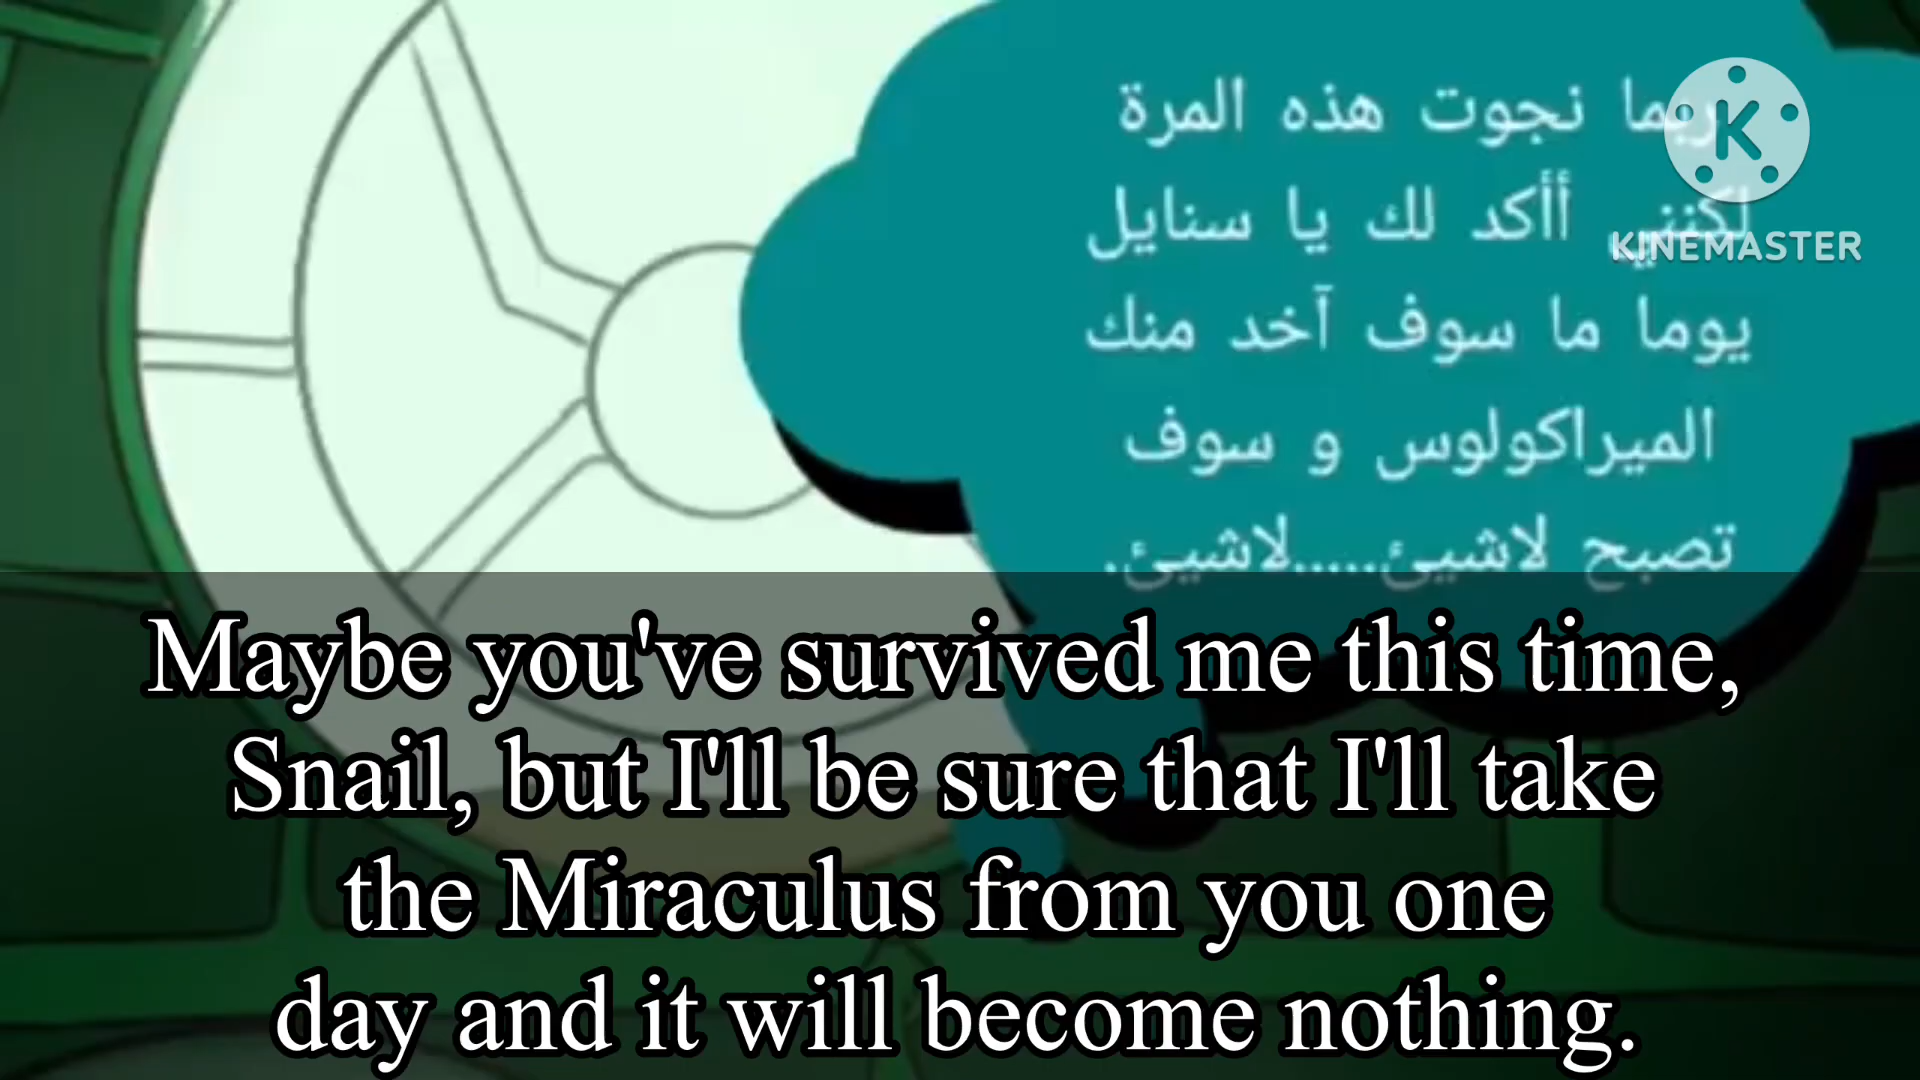 ربما نجوت هذه المرة
لكنني أأكد لك يا سنايل
يوما ما سوف آخد منك
الميراكولوس و سوف
تصبح لاشيئ.....لاشيئ.
KINEMASTER
Maybe you've survived me this time,
Snail, but I'll be sure that I'll take
the Miraculus from you one
day and it will become nothing.